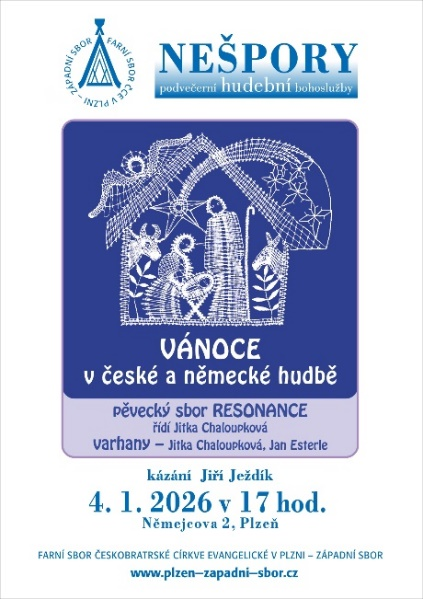 FARNÍ SBOR ČCE V PLZNI – ZÁPADNÍ SBOR
NEŠPORY
podvečerní hudební bohoslužby
VÁNOCE
v české a německé hudbě
pěvecký sbor RESONANCE
řídí Jitka Chaloupková
varhany – Jitka Chaloupková, Jan Esterle
kázání Jiří Ježdík
4. 1. 2026 v 17 hod.
Němejcova 2, Plzeň
FARNÍ SBOR ČESKOBRATRSKÉ CÍRKVE EVANGELICKÉ V PLZNI – ZÁPADNÍ SBOR
www.plzen–zapadni–sbor.cz